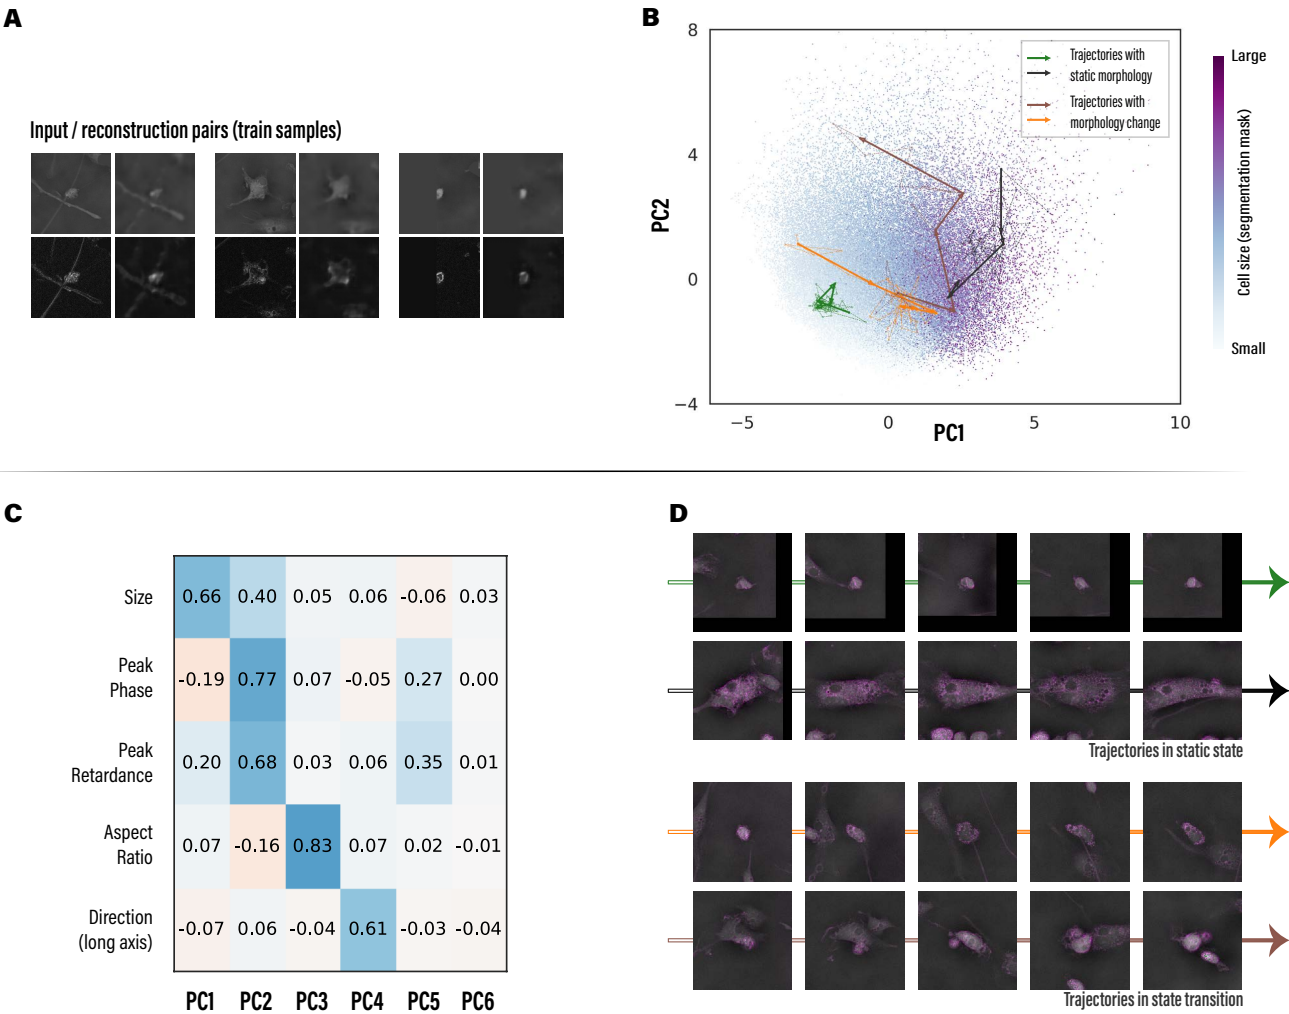 A
Input / reconstruction pairs (train samples)
B
8
4
0
−4
PC2
−5
0
5
10
PC1
Trajectories with
static morphology
Trajectories with
morphology change
Large
Cell size (segmentation mask)
Small
C
Size
0.66 0.40 0.05 0.06 -0.06 0.03
Peak
Phase
-0.19 0.77 0.07 -0.05 0.27 0.00
Peak
Retardance
0.20 0.68 0.03 0.06 0.35 0.01
Aspect
Ratio
0.07 -0.16 0.83 0.07 0.02 -0.01
Direction
(long axis)
-0.07 0.06 -0.04 0.61 -0.03 -0.04
PC1 PC2 PC3 PC4 PC5 PC6
D
Trajectories in static state
Trajectories in state transition